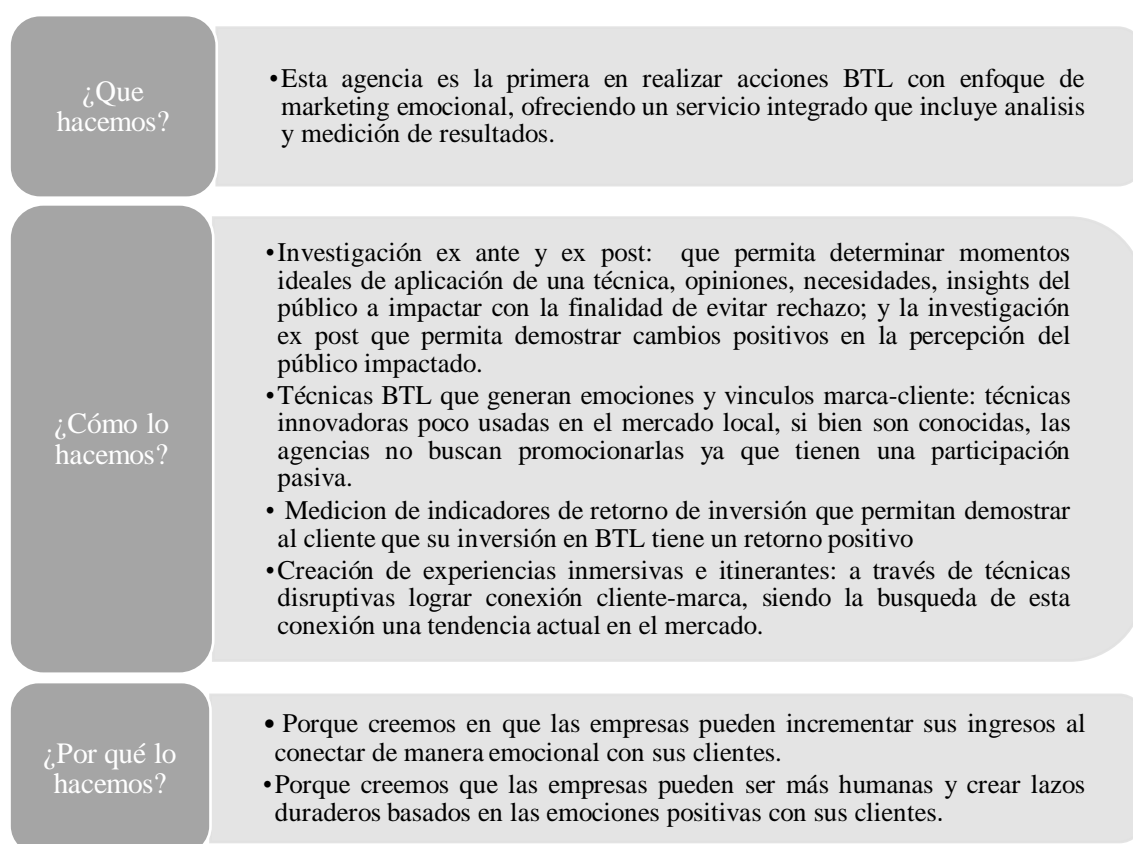 ¿Que
hacemos?
•Esta agencia es la primera en realizar acciones BTL con enfoque de
marketing emocional, ofreciendo un servicio integrado que incluye analisis
y medición de resultados.
¿Cómo lo
hacemos?
•Investigación ex ante y ex post: que permita determinar momentos
ideales de aplicación de una técnica, opiniones, necesidades, insights del
público a impactar con la finalidad de evitar rechazo; y la investigación
ex post que permita demostrar cambios positivos en la percepción del
público impactado.
•Técnicas BTL que generan emociones y vinculos marca-cliente: técnicas
innovadoras poco usadas en el mercado local, si bien son conocidas, las
agencias no buscan promocionarlas ya que tienen una participación
pasiva.
• Medicion de indicadores de retorno de inversión que permitan demostrar
al cliente que su inversión en BTL tiene un retorno positivo
•Creación de experiencias inmersivas e itinerantes: a través de técnicas
disruptivas lograr conexión cliente-marca, siendo la busqueda de esta
conexión una tendencia actual en el mercado.
¿Por qué lo
hacemos?
• Porque creemos en que las empresas pueden incrementar sus ingresos al
conectar de manera emocional con sus clientes.
•Porque creemos que las empresas pueden ser más humanas y crear lazos
duraderos basados en las emociones positivas con sus clientes.